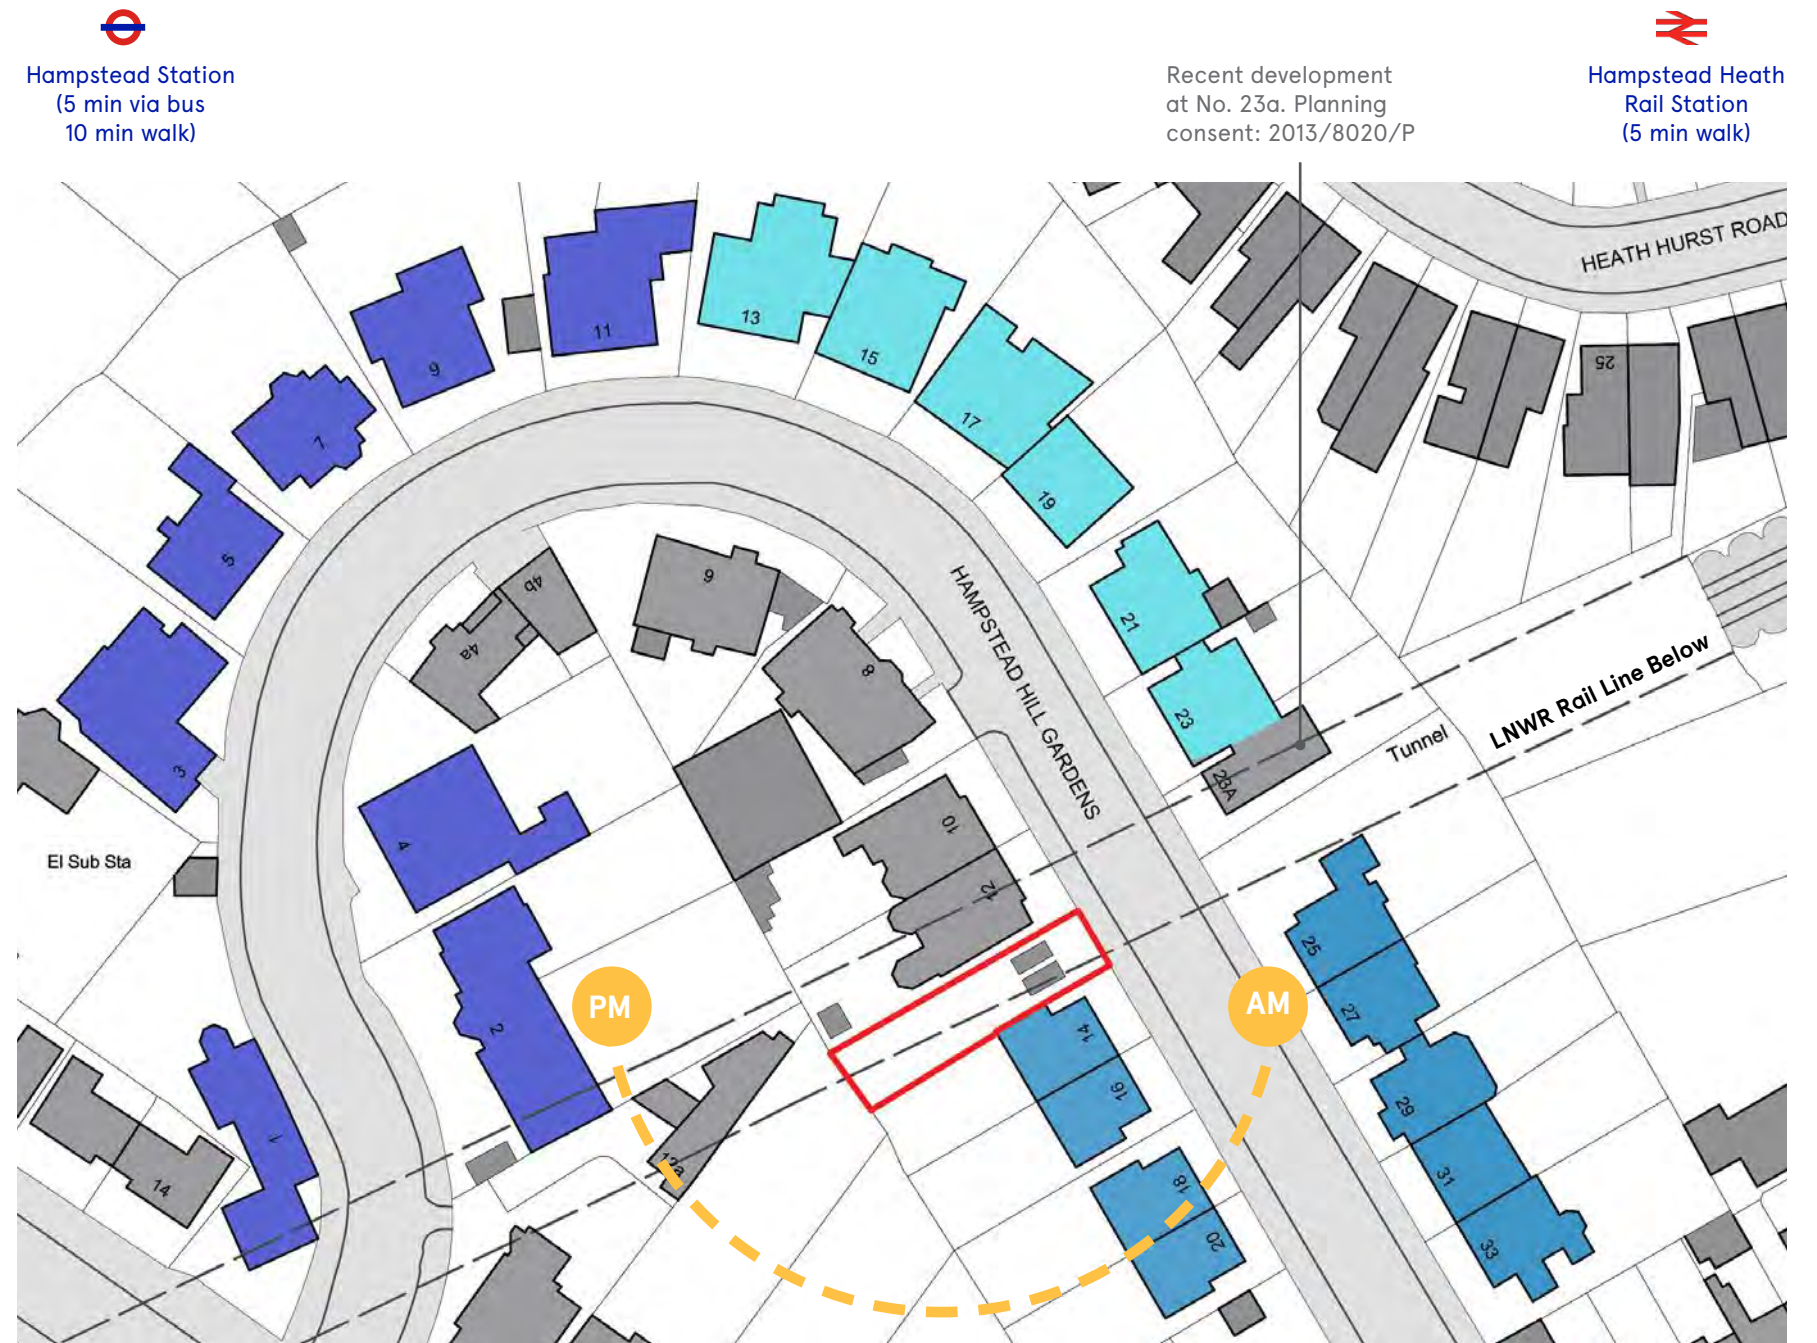 Hampstead Station
(5 min via bus
10 min walk)
Recent development
at No. 23a. Planning
consent: 2013/8020/P
Hampstead Heath
Rail Station
(5 min walk)
HEATH HURST ROAD
11
13
15
9
17
7
25
19
5
4b
6
4a
8
HAMPSTEAD HILL GARDENS
21
23
LNWR Rail Line Below
Tunnel
3
23A
10
4
El Sub Sta
12
25
PM
AM
2
27
14
16
29
1
12a
14
31
18
20
33